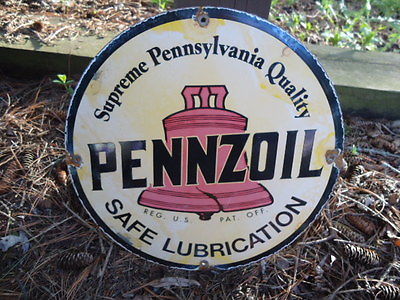 Supreme Pennsylvania Quality
PENNZOIL
REG. U.S. PAT. OFF.
SAFE LUBRICATION